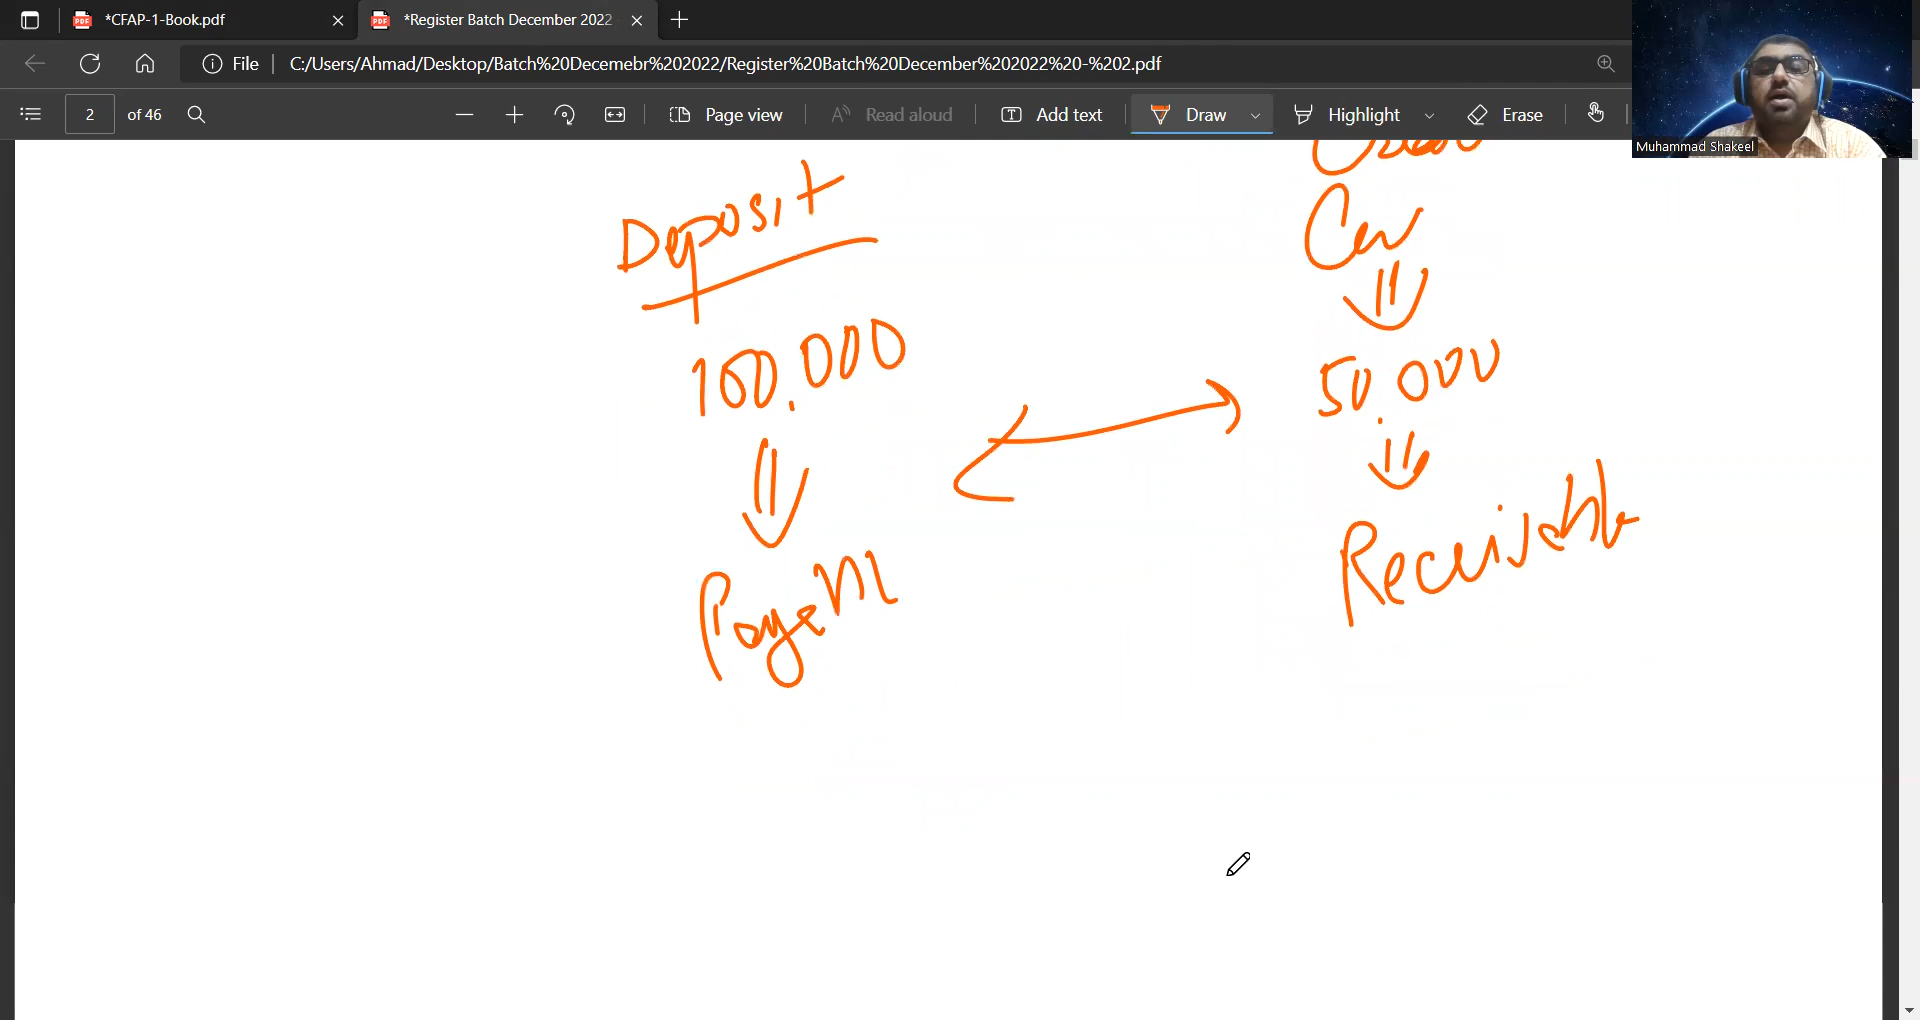 *CFAP-1-Book.pdf
*Register Batch December 2022
File
C:/Users/Ahmad/Desktop/Batch%20Decemebr%202022/Register%20Batch%20December%202022%20-%202.pdf
2 of 46
Page view
Read aloud
Add text
Draw
Highlight
Erase
Muhammad Shakeel
Deposit
100,000
50,000
Receivable